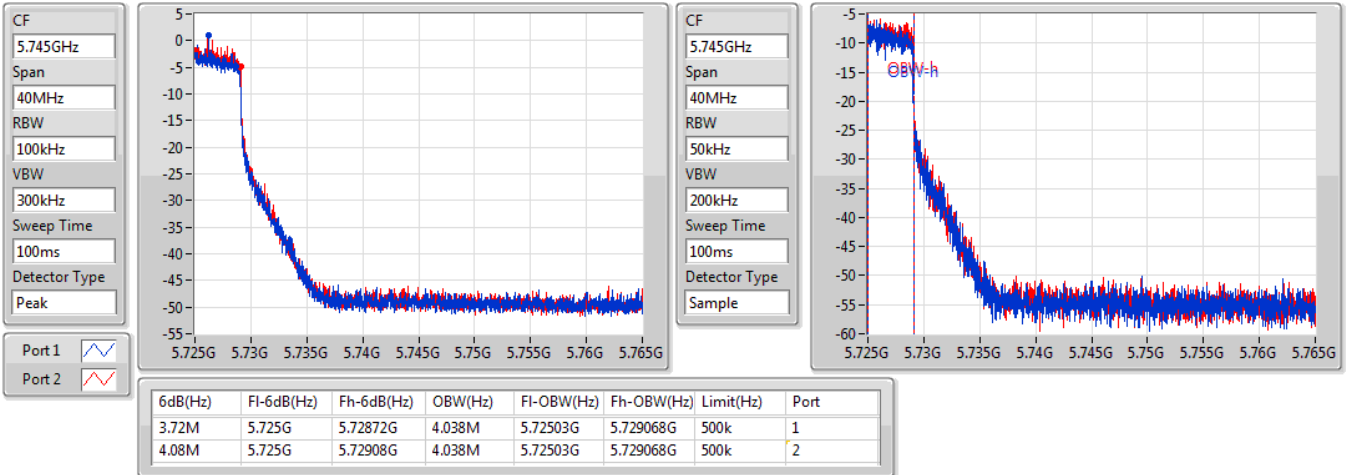 CF
5.745GHz
Span
40MHz
RBW
100kHz
VBW
300kHz
Sweep Time
100ms
Detector Type
Peak
Port 1
Port 2
5
0
-5
-10
-15
-20
-25
-30
-35
-40
-45
-50
-55
5.725G 5.73G 5.735G 5.74G 5.745G 5.75G 5.755G 5.76G 5.765G
CF
5.745GHz
Span
40MHz
RBW
50kHz
VBW
200kHz
Sweep Time
100ms
Detector Type
Sample
-5
-10
-15
-20
-25
-30
-35
-40
-45
-50
-55
-60
OBW-h
5.725G 5.73G 5.735G 5.74G 5.745G 5.75G 5.755G 5.76G 5.765G
6dB(Hz) Fl-6dB(Hz) Fh-6dB(Hz) OBW(Hz) Fl-OBW(Hz) Fh-OBW(Hz) Limit(Hz) Port
3.72M 5.725G 5.72872G 4.038M 5.72503G 5.729068G 500k 1
4.08M 5.725G 5.72908G 4.038M 5.72503G 5.729068G 500k 2